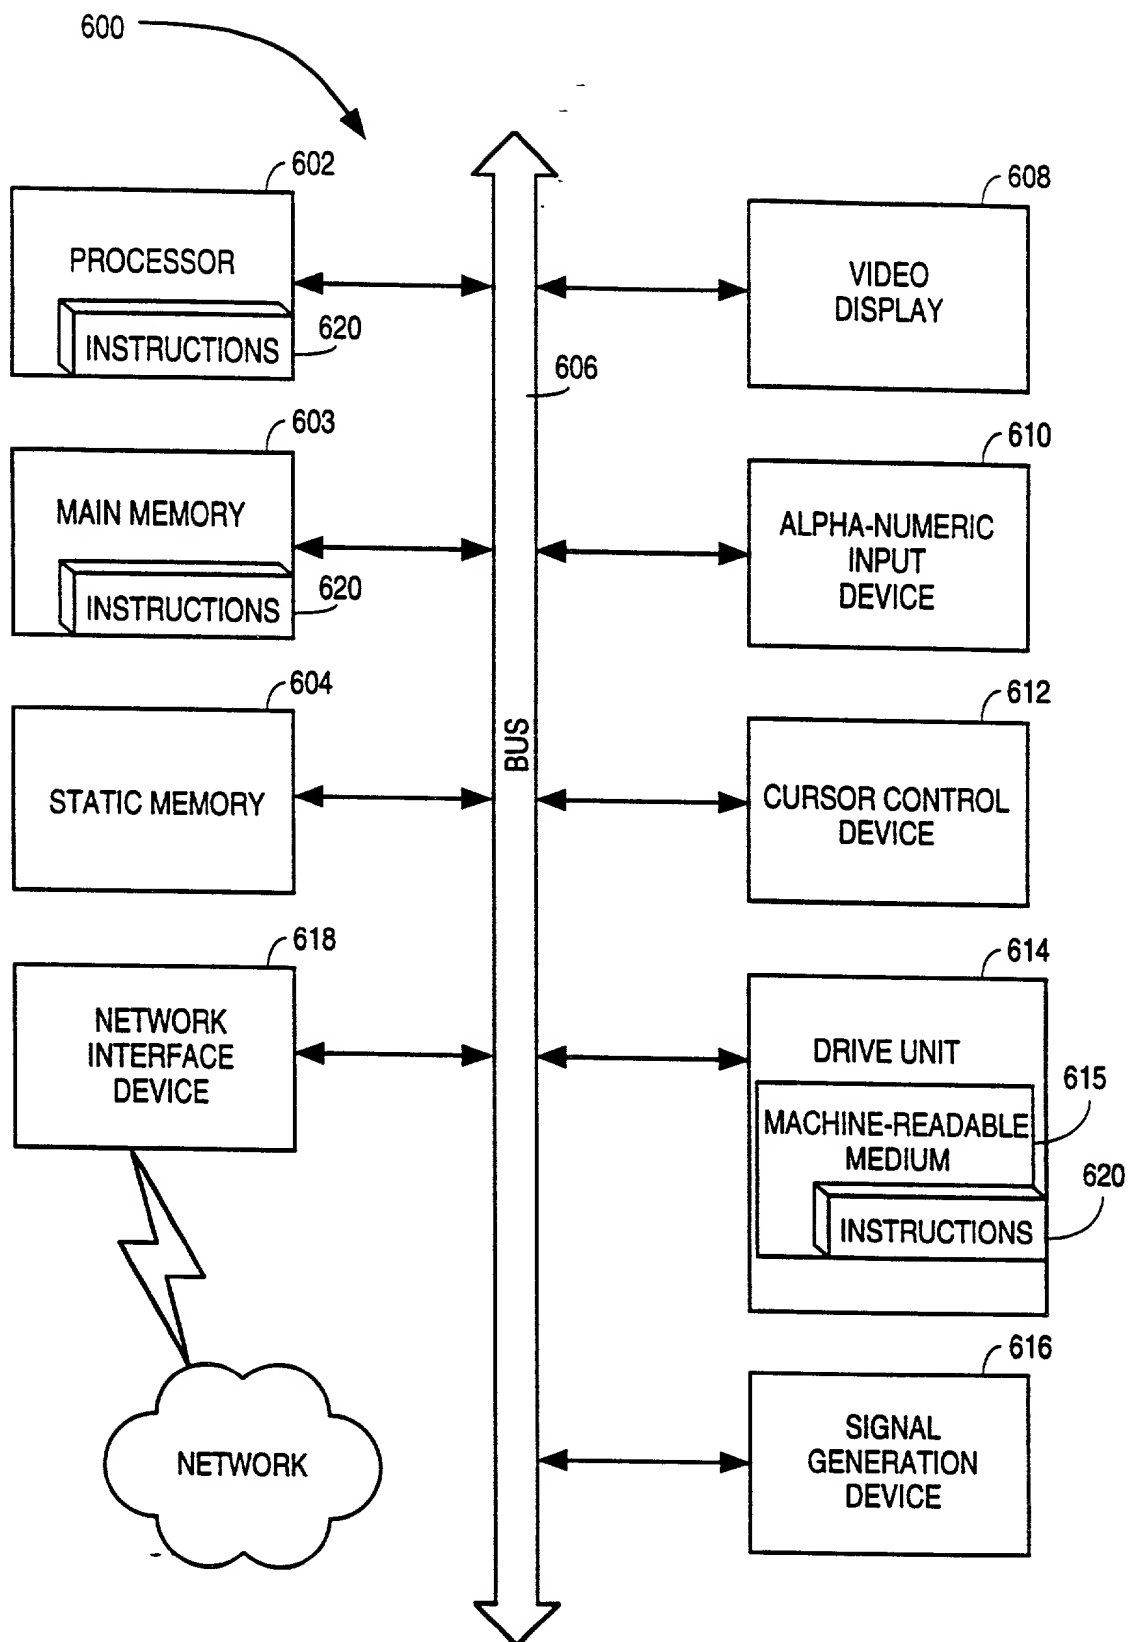 600
602
PROCESSOR
INSTRUCTIONS
620
603
MAIN MEMORY
INSTRUCTIONS
620
604
STATIC MEMORY
618
NETWORK
INTERFACE
DEVICE
NETWORK
606
BUS
608
VIDEO
DISPLAY
610
ALPHA-NUMERIC
INPUT
DEVICE
612
CURSOR CONTROL
DEVICE
614
DRIVE UNIT
615
MACHINE-READABLE
MEDIUM
620
INSTRUCTIONS
616
SIGNAL
GENERATION
DEVICE